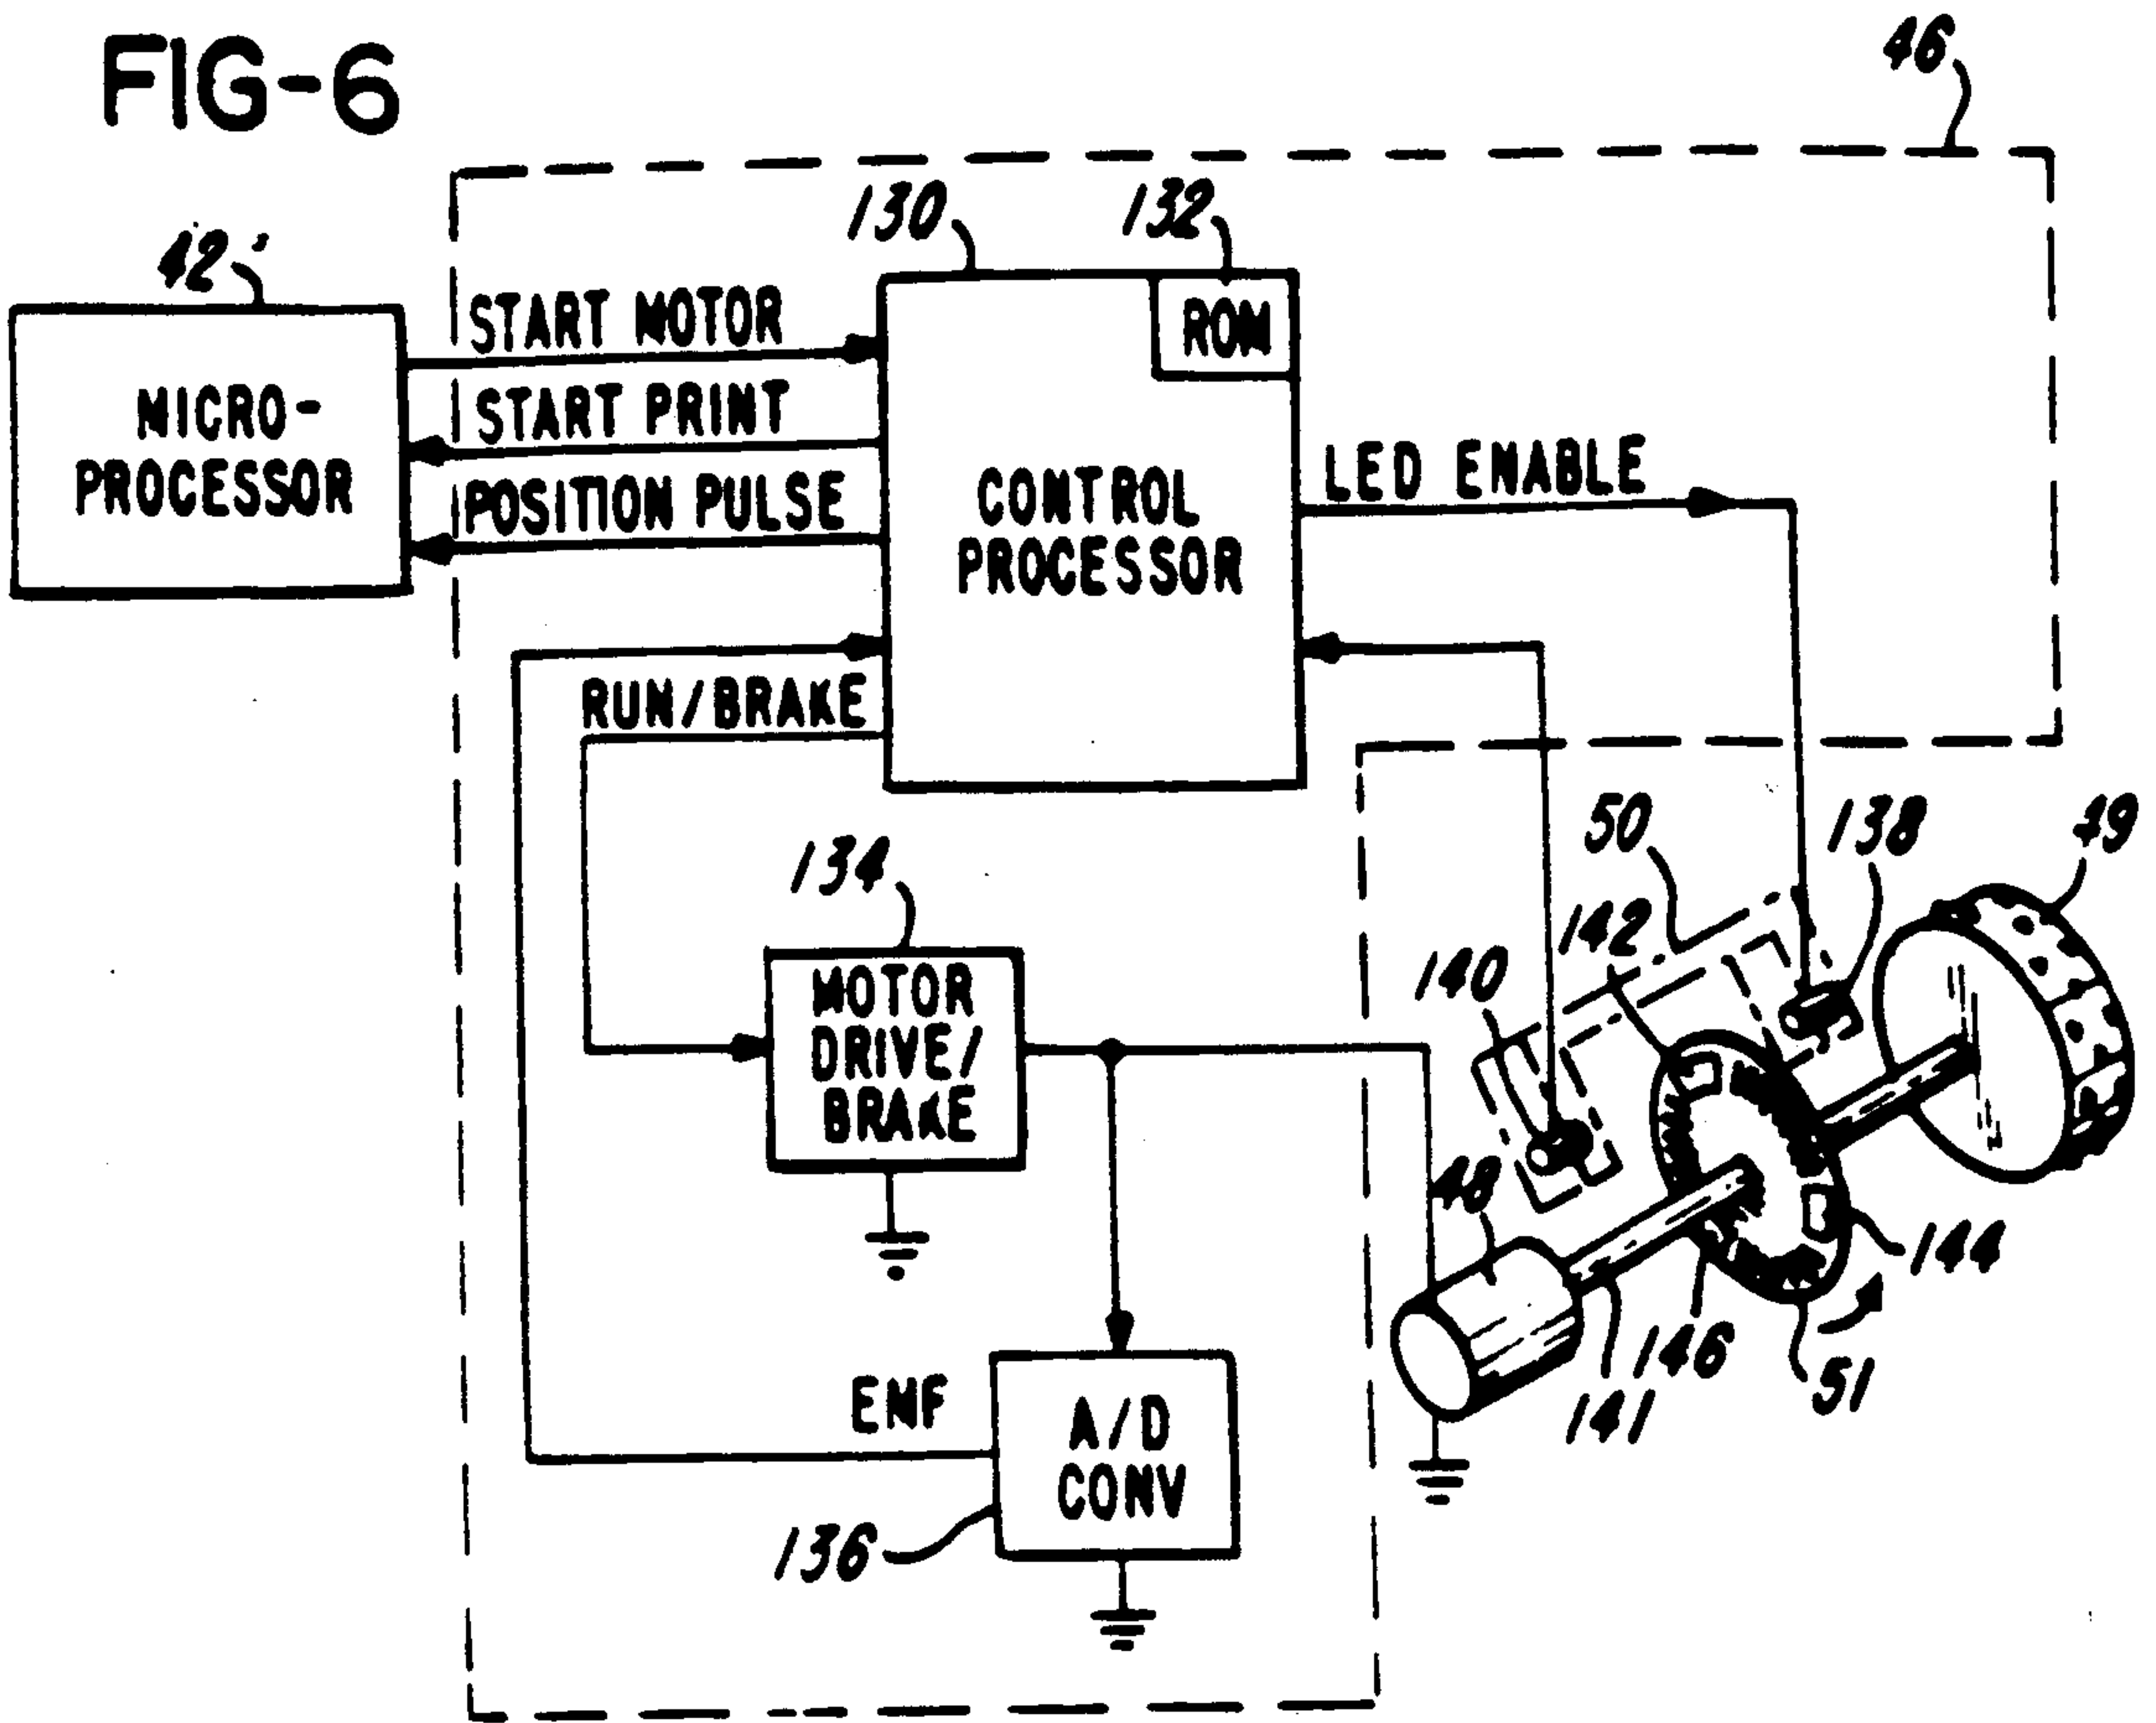 FIG-6
46
130
132
42'
START MOTOR
ROM
START PRINT
MICRO-
PROCESSOR
POSITION PULSE
CONTROL
PROCESSOR
LED ENABLE
RUN/BRAKE
50
138
49
134
142
140
MOTOR
DRIVE/
BRAKE
48
144
146
51
141
EMF
A/D
CONV
136